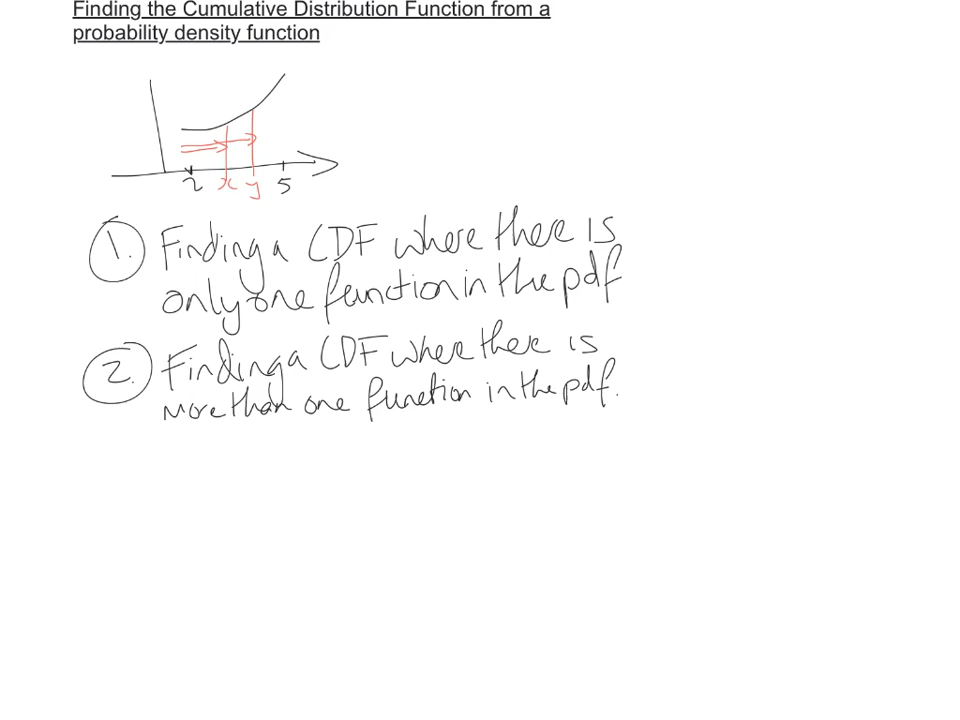 Finding the Cumulative Distribution Function from a
probability density function
2 x y 5
1. Finding a CDF where there is
only one function in the pdf
2. Finding a CDF where there is
more than one function in the pdf.